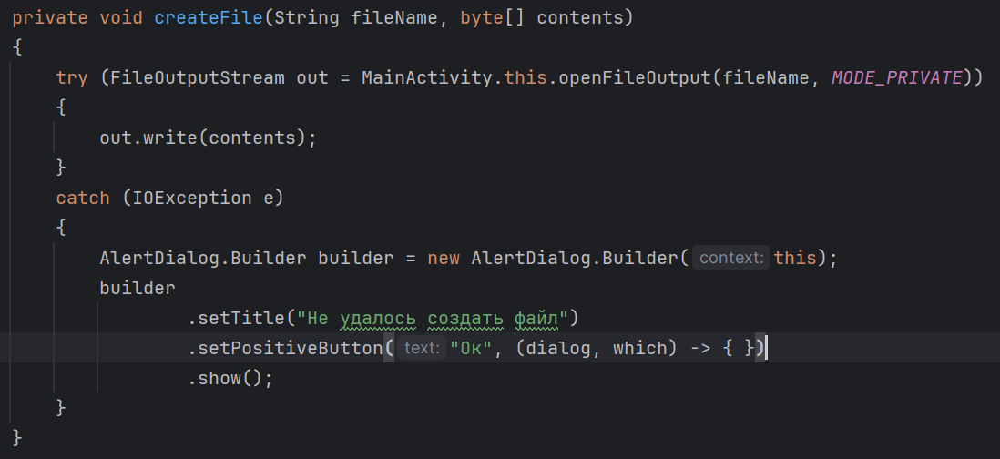 private void createFile(String fileName, byte[] contents)
{
try (FileOutputStream out = MainActivity.this.openFileOutput(fileName, MODE_PRIVATE))
{
out.write(contents);
}
catch (IOException e)
{
AlertDialog.Builder builder = new AlertDialog.Builder( context: this);
builder
.setTitle("Не удалось создать файл")
.setPositiveButton( text: "Ок", (dialog, which) -> { })
.show();
}
}